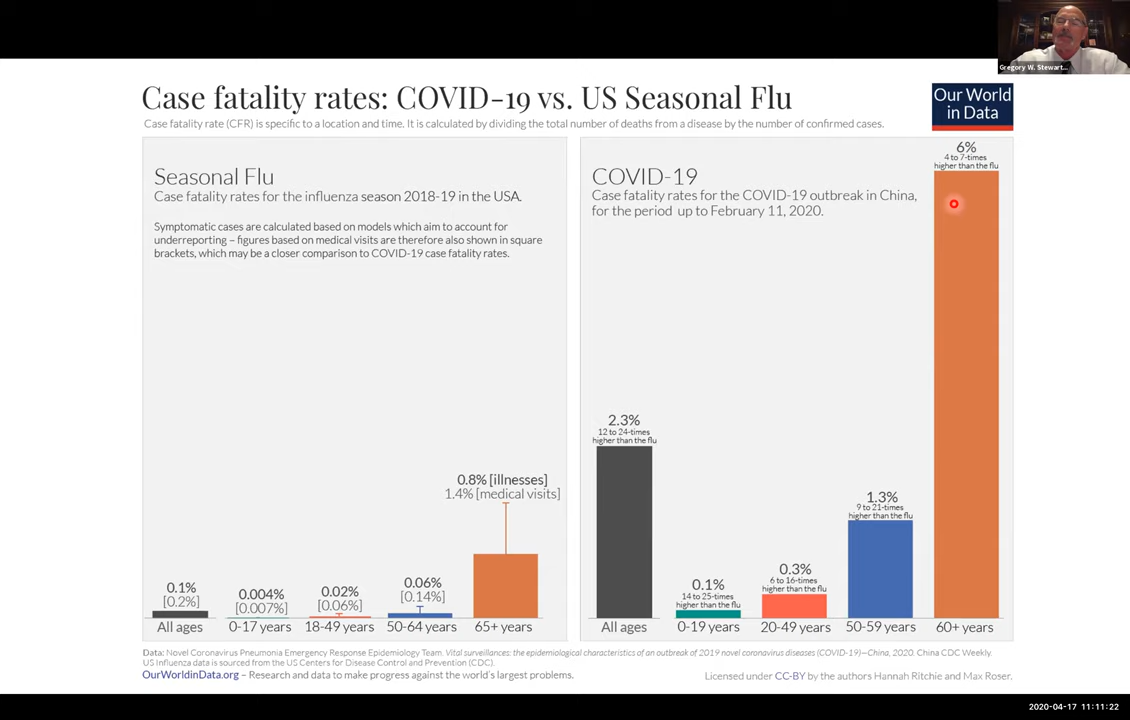 Gregory W. Stewart...
Case fatality rates: COVID-19 vs. US Seasonal Flu
Case fatality rate (CFR) is specific to a location and time. It is calculated by dividing the total number of deaths from a disease by the number of confirmed cases.
Our World
in Data
Seasonal Flu
Case fatality rates for the influenza season 2018-19 in the USA.
Symptomatic cases are calculated based on models which aim to account for
underreporting – figures based on medical visits are therefore also shown in square
brackets, which may be a closer comparison to COVID-19 case fatality rates.
0.8% [illnesses]
1.4% [medical visits]
0.1%
[0.2%]
0.004%
[0.007%]
0.02%
[0.06%]
0.06%
[0.14%]
All ages
0-17 years
18-49 years
50-64 years
65+ years
COVID-19
Case fatality rates for the COVID-19 outbreak in China,
for the period up to February 11, 2020.
6%
4 to 7-times
higher than the flu
2.3%
12 to 24-times
higher than the flu
0.1%
14 to 25-times
higher than the flu
0.3%
6 to 16-times
higher than the flu
1.3%
9 to 21-times
higher than the flu
All ages
0-19 years
20-49 years
50-59 years
60+ years
Data: Novel Coronavirus Pneumonia Emergency Response Epidemiology Team. Vital surveillances: the epidemiological characteristics of an outbreak of 2019 novel coronavirus diseases (COVID-19)—China, 2020. China CDC Weekly.
US Influenza data is sourced from the US Centers for Disease Control and Prevention (CDC).
OurWorldinData.org – Research and data to make progress against the world's largest problems.
Licensed under CC-BY by the authors Hannah Ritchie and Max Roser.
2020-04-17 11:11:22